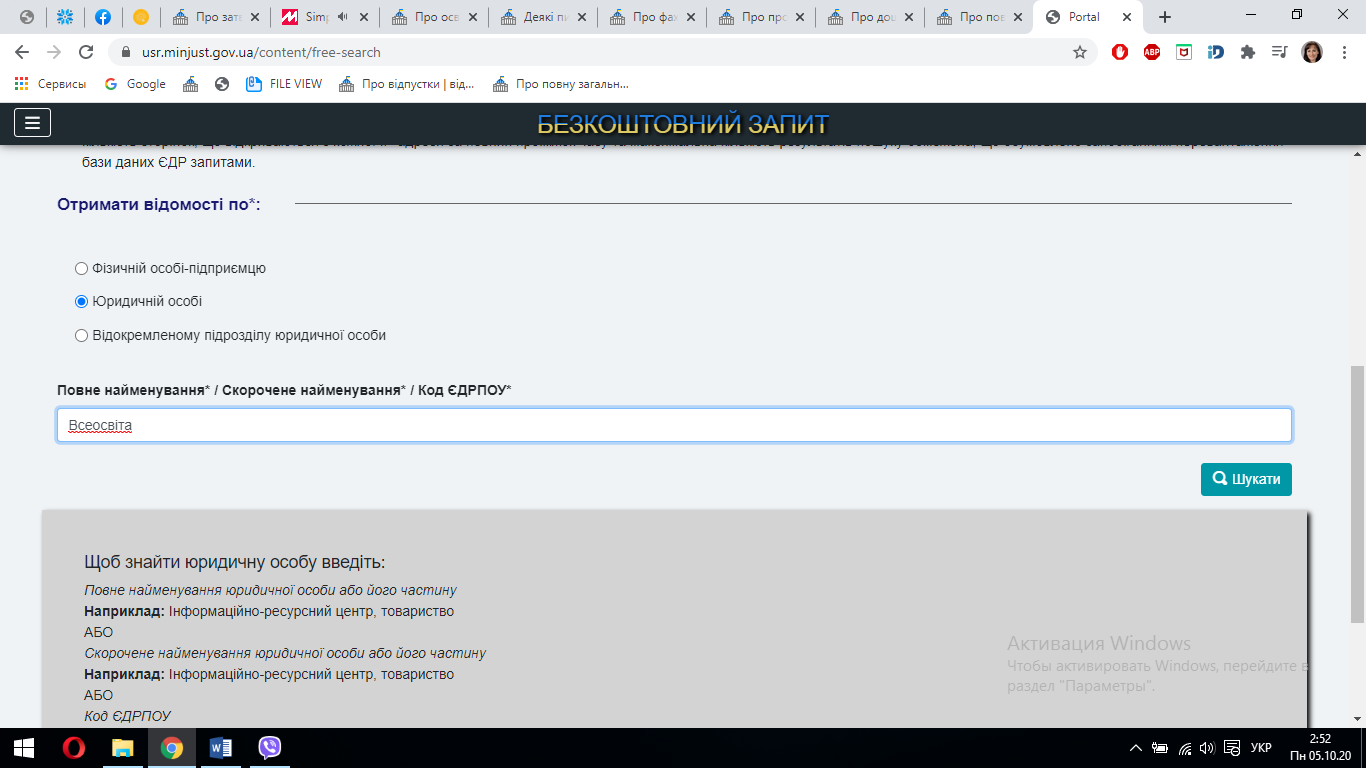 Про затв
Simp
Про осв
Деякі пи
Про фах
Про про
Про дош
Про пов
Portal
usr.minjust.gov.ua/content/free-search
Сервисы
Google
FILE VIEW
Про відпустки | від...
Про повну загальн...
БЕЗКОШТОВНИЙ ЗАПИТ
бази даних ЄДР запитами.
Отримати відомості по*:
Фізичній особі-підприємцю
Юридичній особі
Відокремленому підрозділу юридичної особи
Повне найменування* / Скорочене найменування* / Код ЄДРПОУ*
Всеосвіта
Шукати
Щоб знайти юридичну особу введіть:
Повне найменування юридичної особи або його частину
Наприклад: Інформаційно-ресурсний центр, товариство
АБО
Скорочене найменування юридичної особи або його частину
Наприклад: Інформаційно-ресурсний центр, товариство
АБО
Код ЄДРПОУ
Активация Windows
Чтобы активировать Windows, перейдите в
раздел "Параметры".
УКР
2:52
Пн 05.10.20